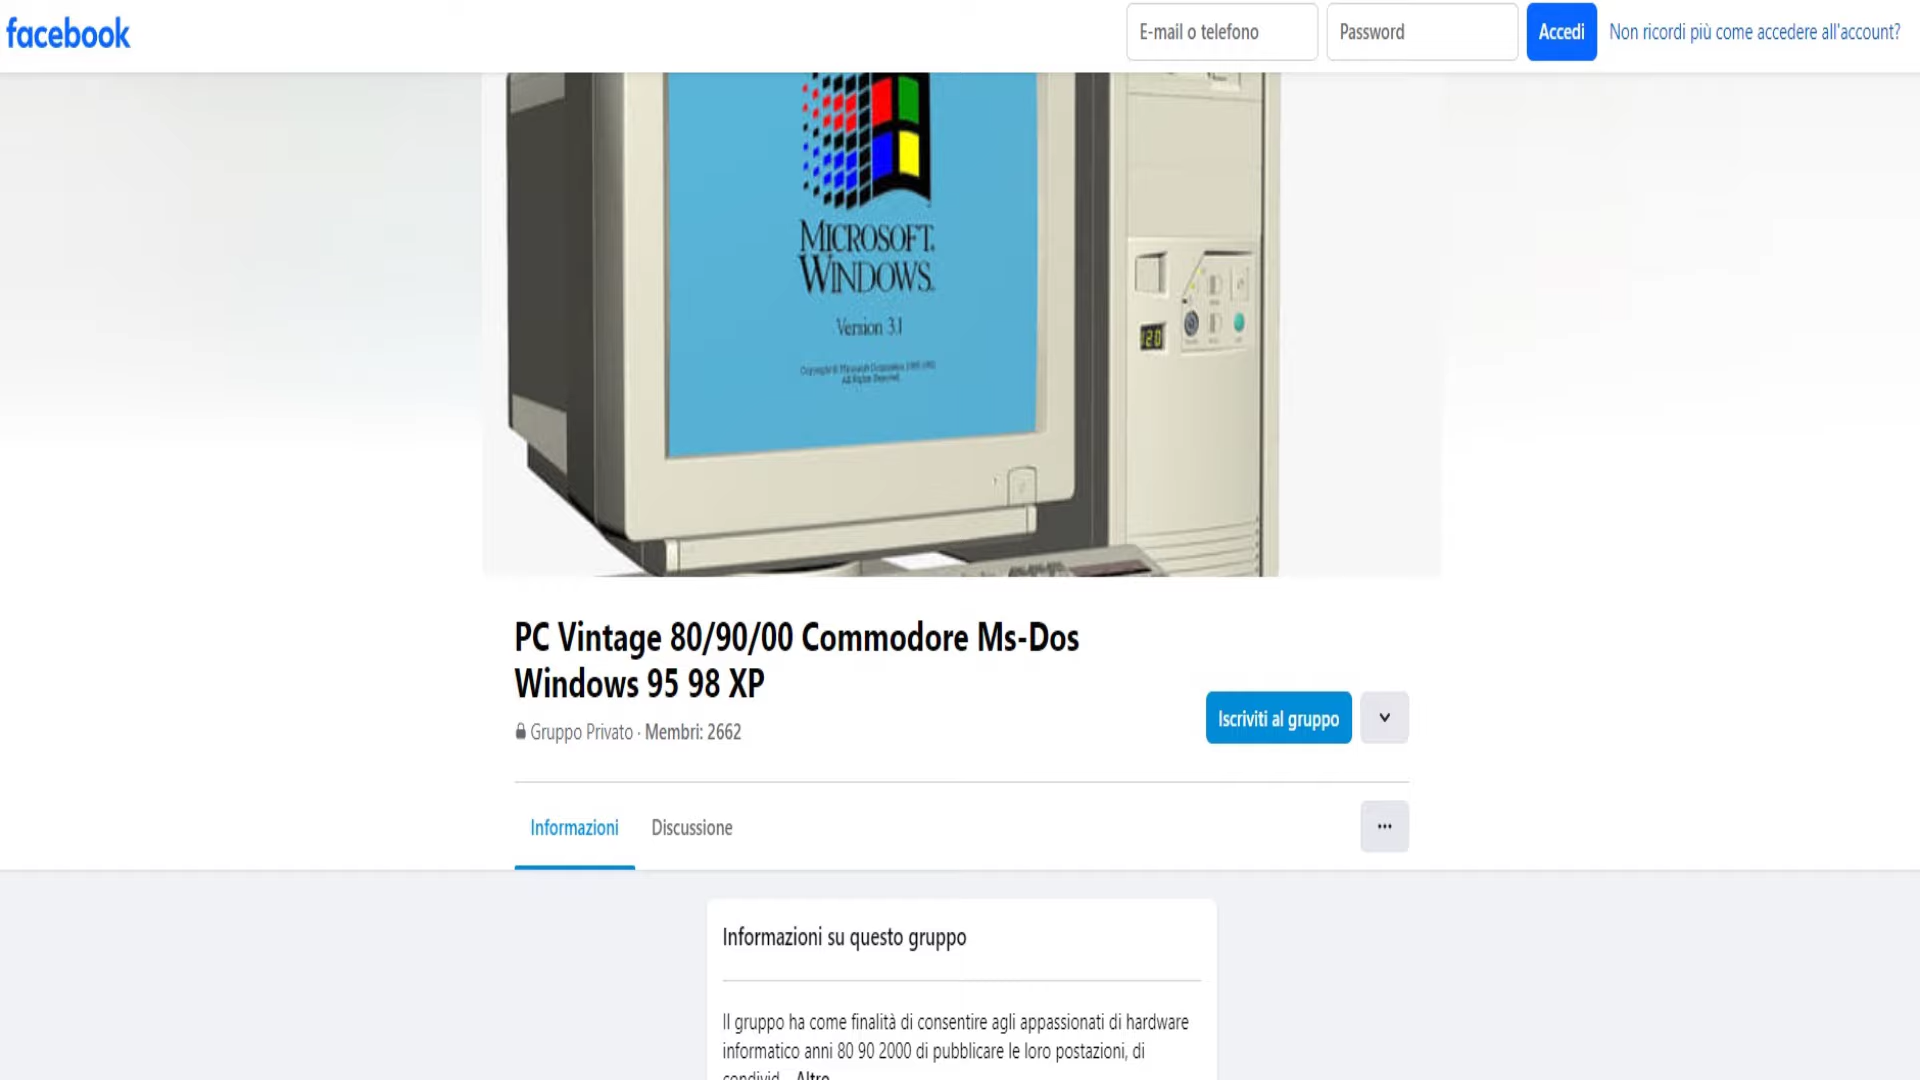 facebook
E-mail o telefono
Password
Accedi
Non ricordi più come accedere all'account?
MICROSOFT.
WINDOWS.
Version 3.1
120
PC Vintage 80/90/00 Commodore Ms-Dos
Windows 95 98 XP
Gruppo Privato · Membri: 2662
Iscriviti al gruppo
Informazioni
Discussione
Informazioni su questo gruppo
Il gruppo ha come finalità di consentire agli appassionati di hardware
informatico anni 80 90 2000 di pubblicare le loro postazioni, di
condivid... Altro